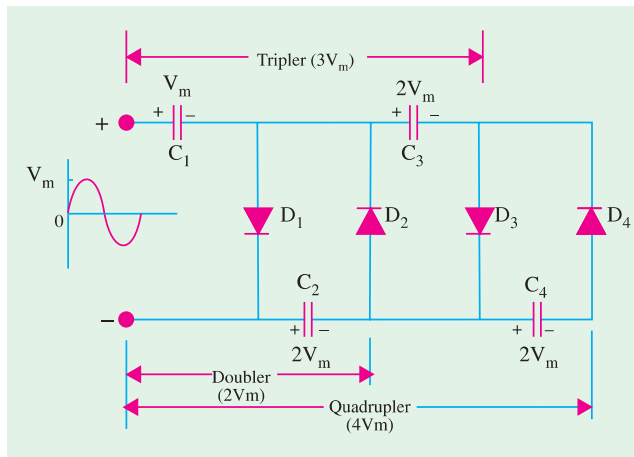 Tripler (3Vm)
Vm
2Vm
+
+ –
+ –
C1
C3
Vm
0
D1
D2
D3
D4
C2
C4
–
+ –
+ –
2Vm
2Vm
Doubler
(2Vm)
Quadrupler
(4Vm)